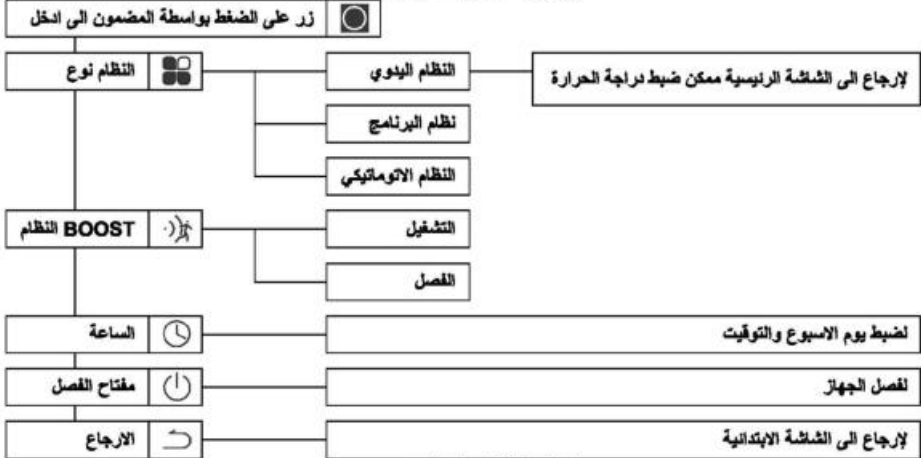 زر على الضغط بواسطة المضمون الى ادخل
النظام نوع
النظام اليدوي
لإرجاع الى الشاشة الرئيسية ممكن ضبط دراجة الحرارة
نظام البرنامج
النظام الاتوماتيكي
BOOST النظام
التشغيل
الفصل
الساعة
لضبط يوم الاسبوع والتوقيت
مفتاح الفصل
لفصل الجهاز
الارجاع
لإرجاع الى الشاشة الابتدائية